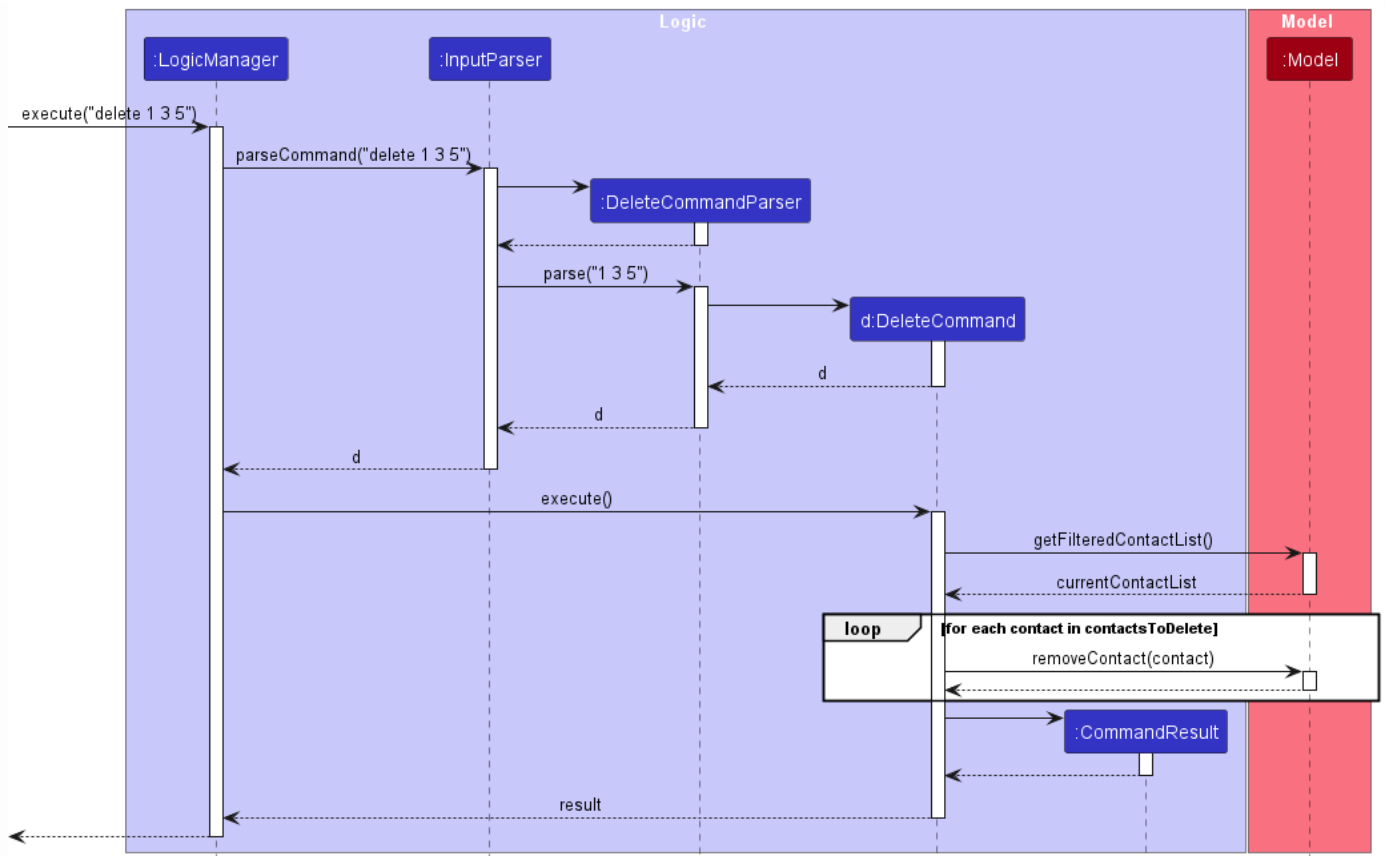 Logic
Model
:LogicManager
:InputParser
:Model
execute("delete 1 3 5")
parseCommand("delete 1 3 5")
:DeleteCommandParser
parse("1 3 5")
d:DeleteCommand
d
d
d
execute()
getFilteredContactList()
currentContactList
loop
[for each contact in contactsToDelete]
removeContact(contact)
:CommandResult
result